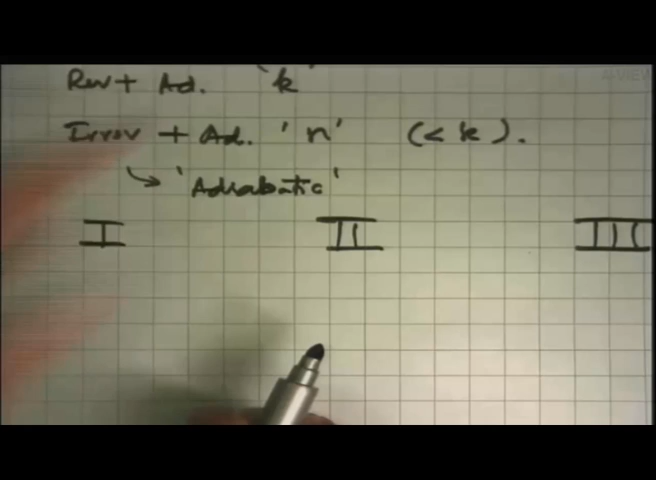 Rev + Ad. 'k'
Irrev + Ad. 'n' (< k).
↳ 'Adiabatic'
I II III